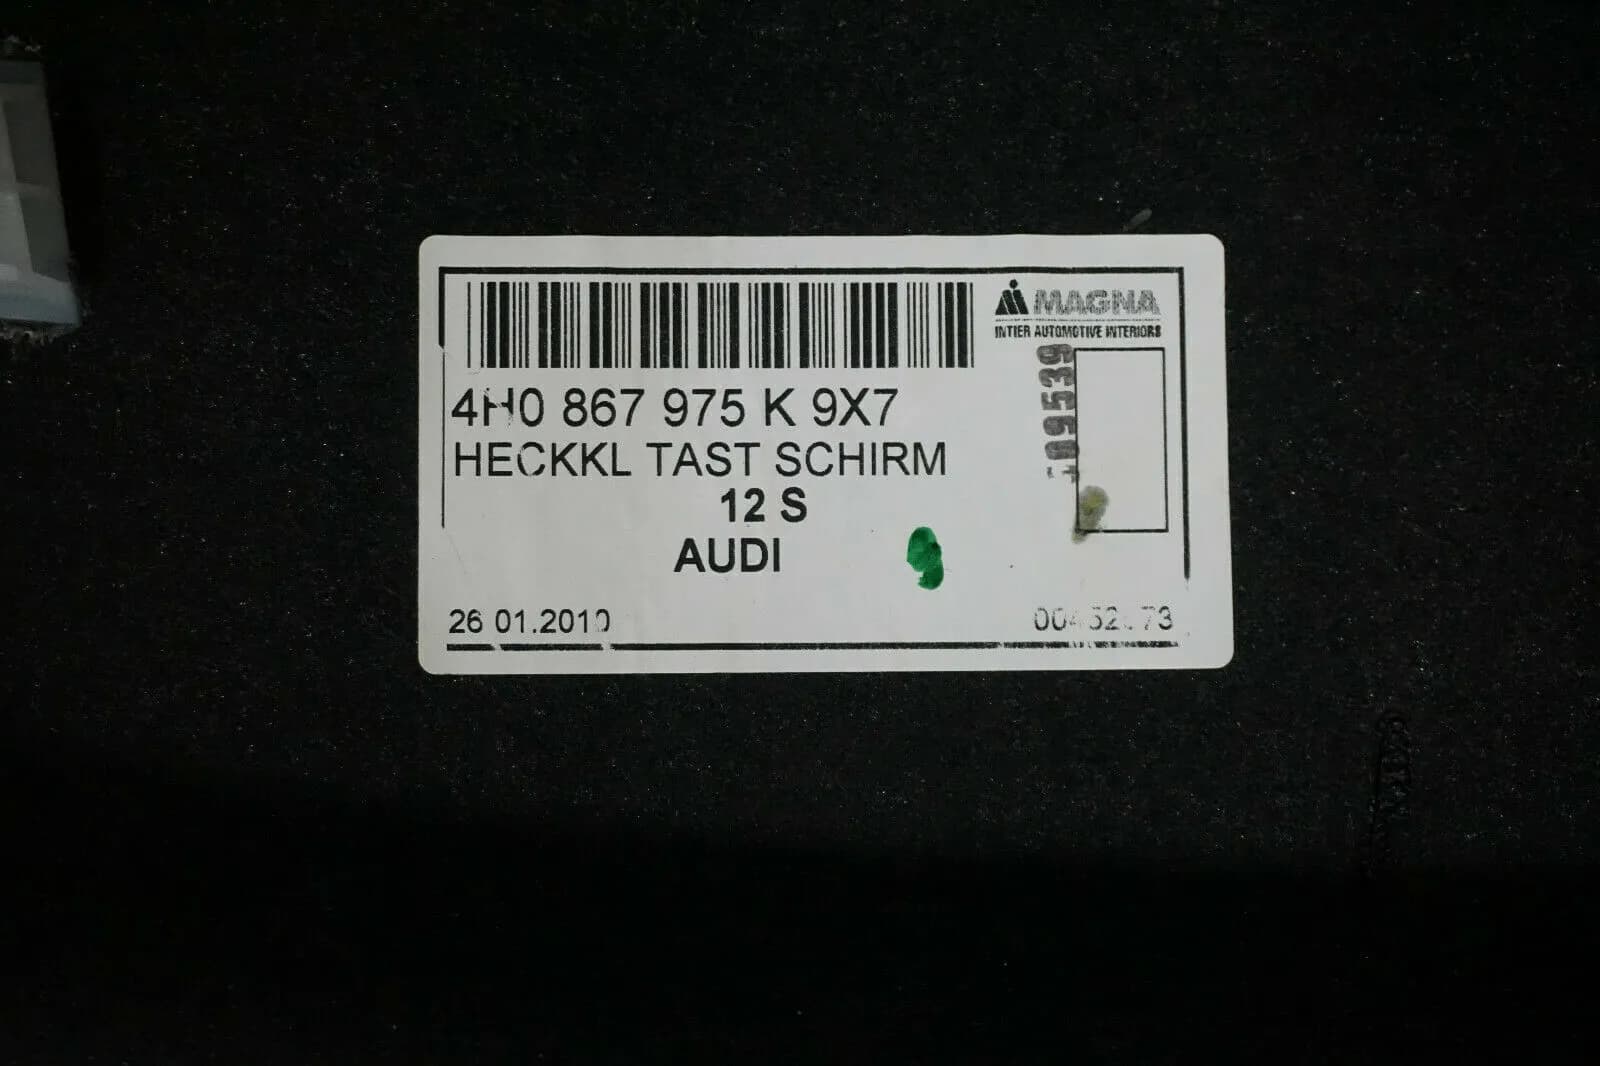 MAGNA
INTIER AUTOMOTIVE INTERIORS
4H0 867 975 K 9X7
HECKKL TAST SCHIRM
12 S
AUDI
26 01.2010